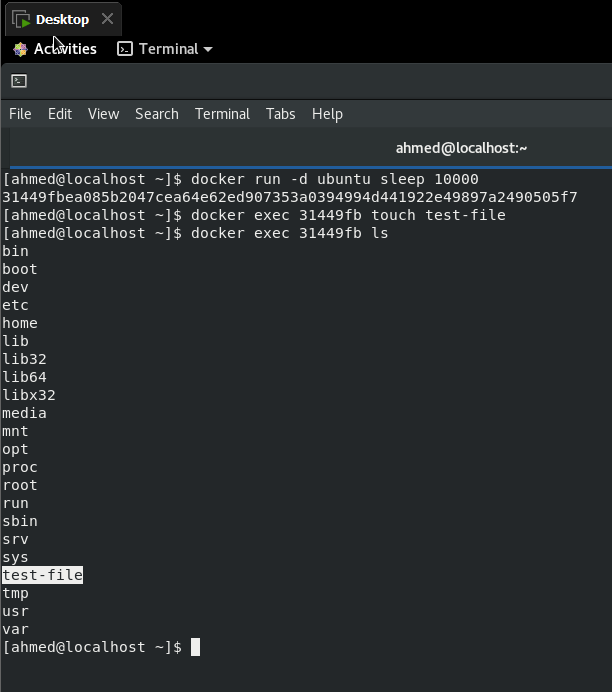 Desktop
Activities Terminal
File Edit View Search Terminal Tabs Help
ahmed@localhost:~
[ahmed@localhost ~]$ docker run -d ubuntu sleep 10000
31449fbea085b2047cea64e62ed907353a0394994d441922e49897a2490505f7
[ahmed@localhost ~]$ docker exec 31449fb touch test-file
[ahmed@localhost ~]$ docker exec 31449fb ls
bin
boot
dev
etc
home
lib
lib32
lib64
libx32
media
mnt
opt
proc
root
run
sbin
srv
sys
test-file
tmp
usr
var
[ahmed@localhost ~]$